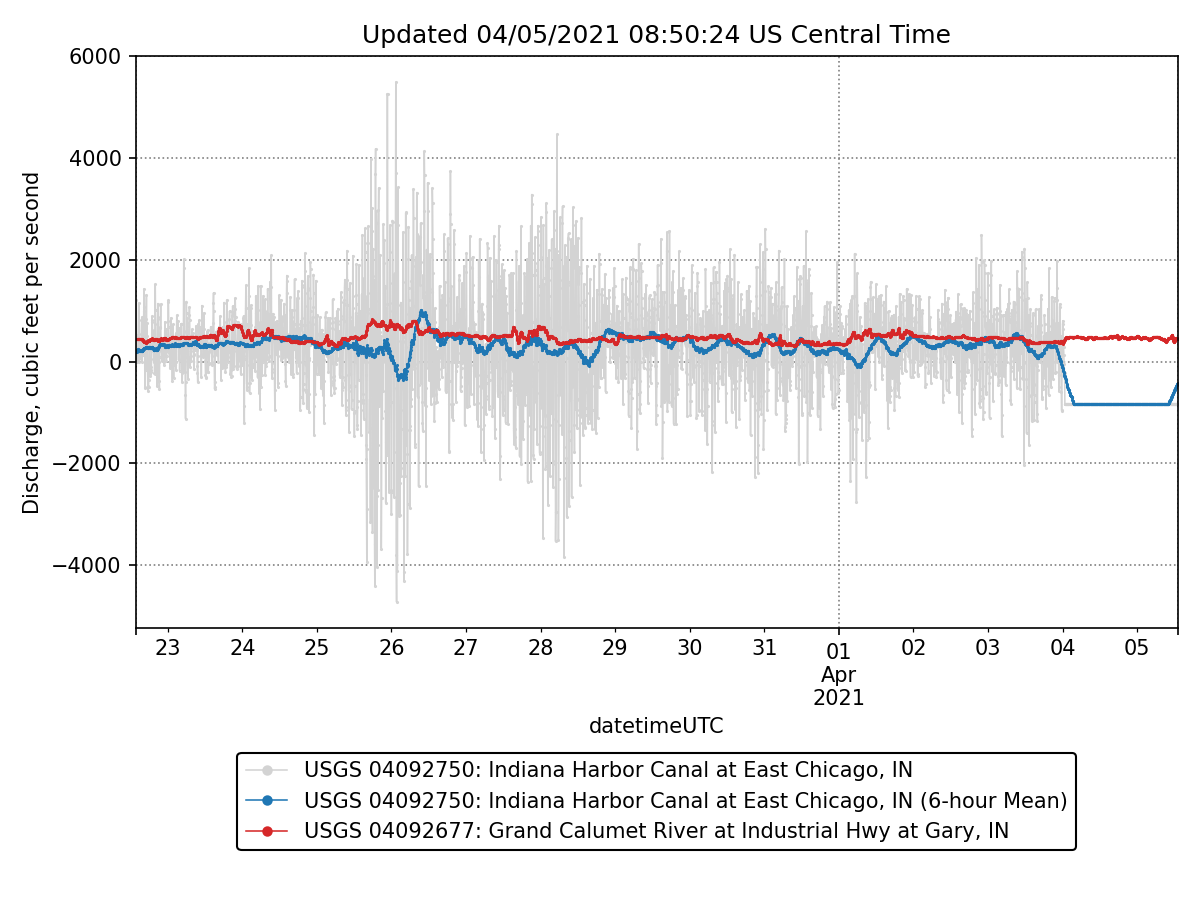 Updated 04/05/2021 08:50:24 US Central Time
Discharge, cubic feet per second
6000
4000
2000
0
−2000
−4000
23 24 25 26 27 28 29 30 31 01 02 03 04 05
Apr
2021
datetimeUTC
USGS 04092750: Indiana Harbor Canal at East Chicago, IN
USGS 04092750: Indiana Harbor Canal at East Chicago, IN (6-hour Mean)
USGS 04092677: Grand Calumet River at Industrial Hwy at Gary, IN